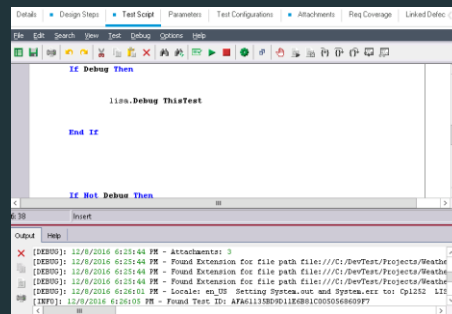 Details Design Steps Test Script Parameters Test Configurations Attachments Req Coverage Linked Defec
File Edit Search View Test Debug Options Help
If Debug Then
lisa.Debug ThisTest
End If
If Not Debug Then
6:38 Insert
Output Help
[DEBUG]: 12/8/2016 6:25:44 PM - Attachments: 3
[DEBUG]: 12/8/2016 6:25:44 PM - Found Extension for file path file:///C:/DevTest/Projects/Weathe
[DEBUG]: 12/8/2016 6:25:44 PM - Found Extension for file path file:///C:/DevTest/Projects/Weathe
[DEBUG]: 12/8/2016 6:25:44 PM - Found Extension for file path file:///C:/DevTest/Projects/Weathe
[DEBUG]: 12/8/2016 6:26:01 PM - Locale: en_US Setting System.out and System.err to: Cp1252 LIS
[INFO]: 12/8/2016 6:26:05 PM - Found Test ID: